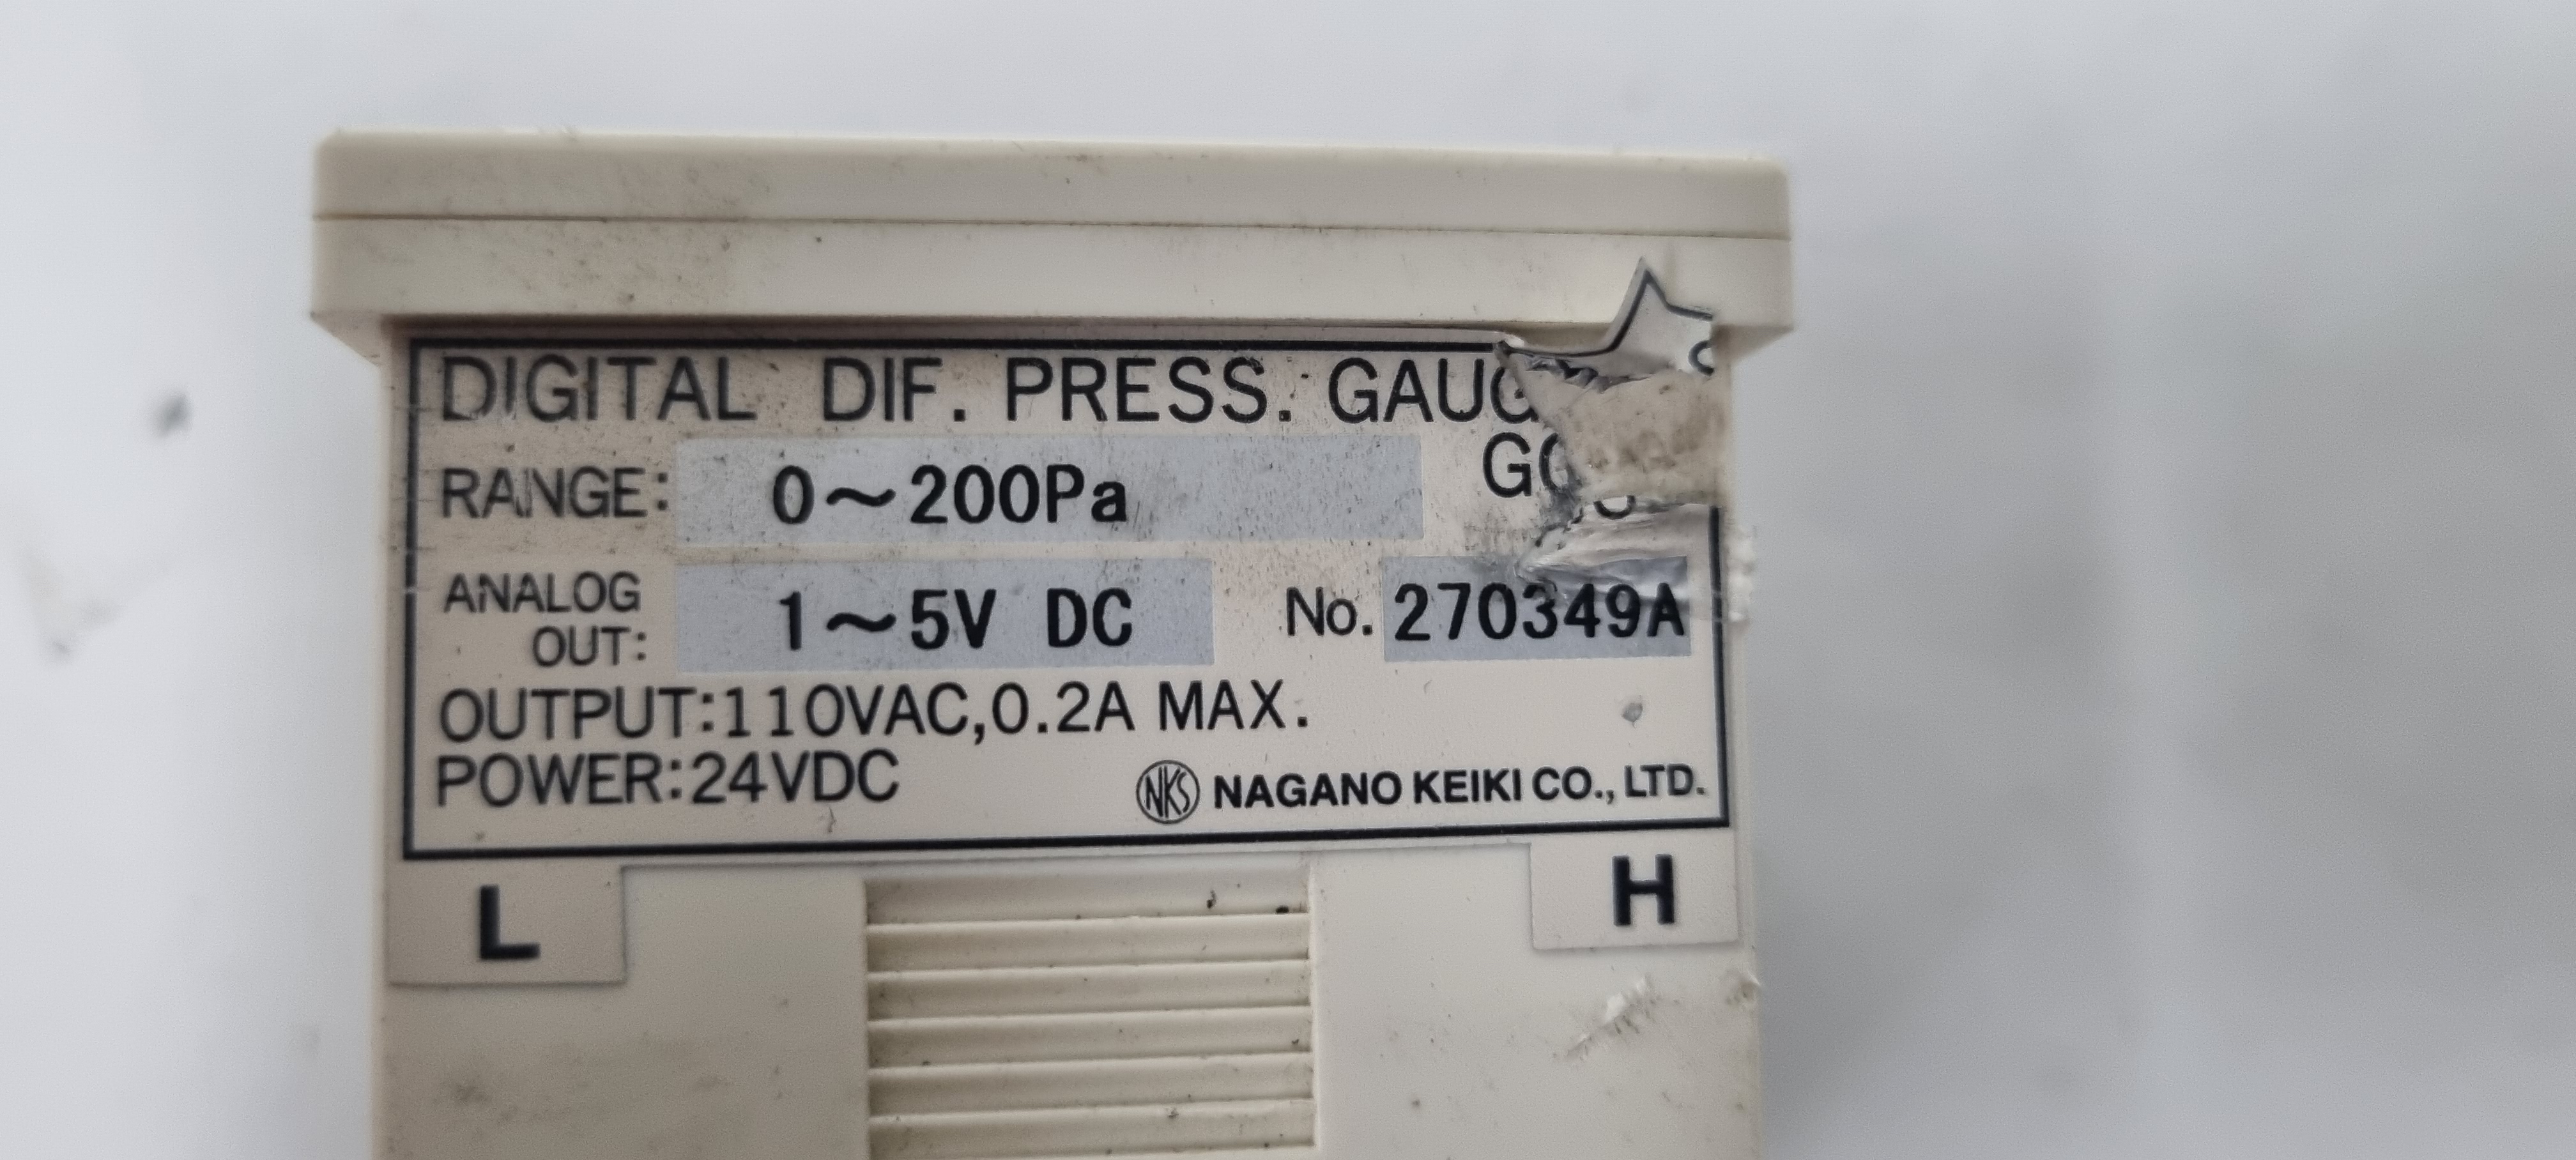 DIGITAL DIF. PRESS.
RANGE: 0~200Pa
ANALOG OUT: 1~5V DC No. 270349A
OUTPUT:110VAC,0.2A MAX.
POWER:24VDC
NKS NAGANO KEIKI CO., LTD.
L H